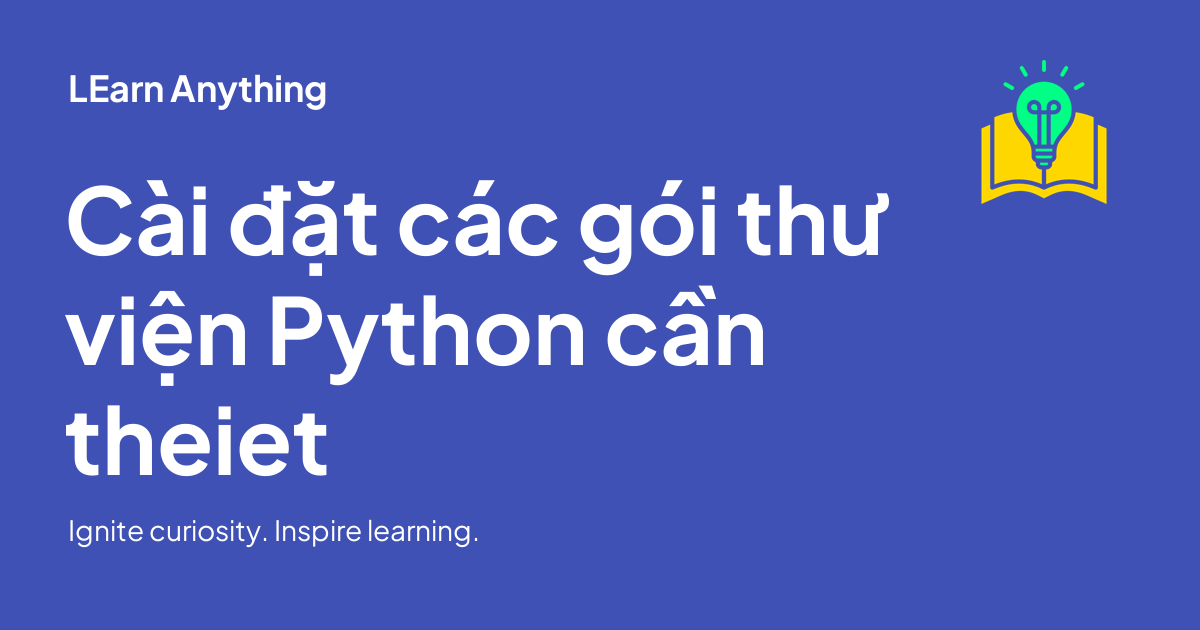 LEarn Anything
Cài đặt các gói thư
viện Python cần
theiet
Ignite curiosity. Inspire learning.